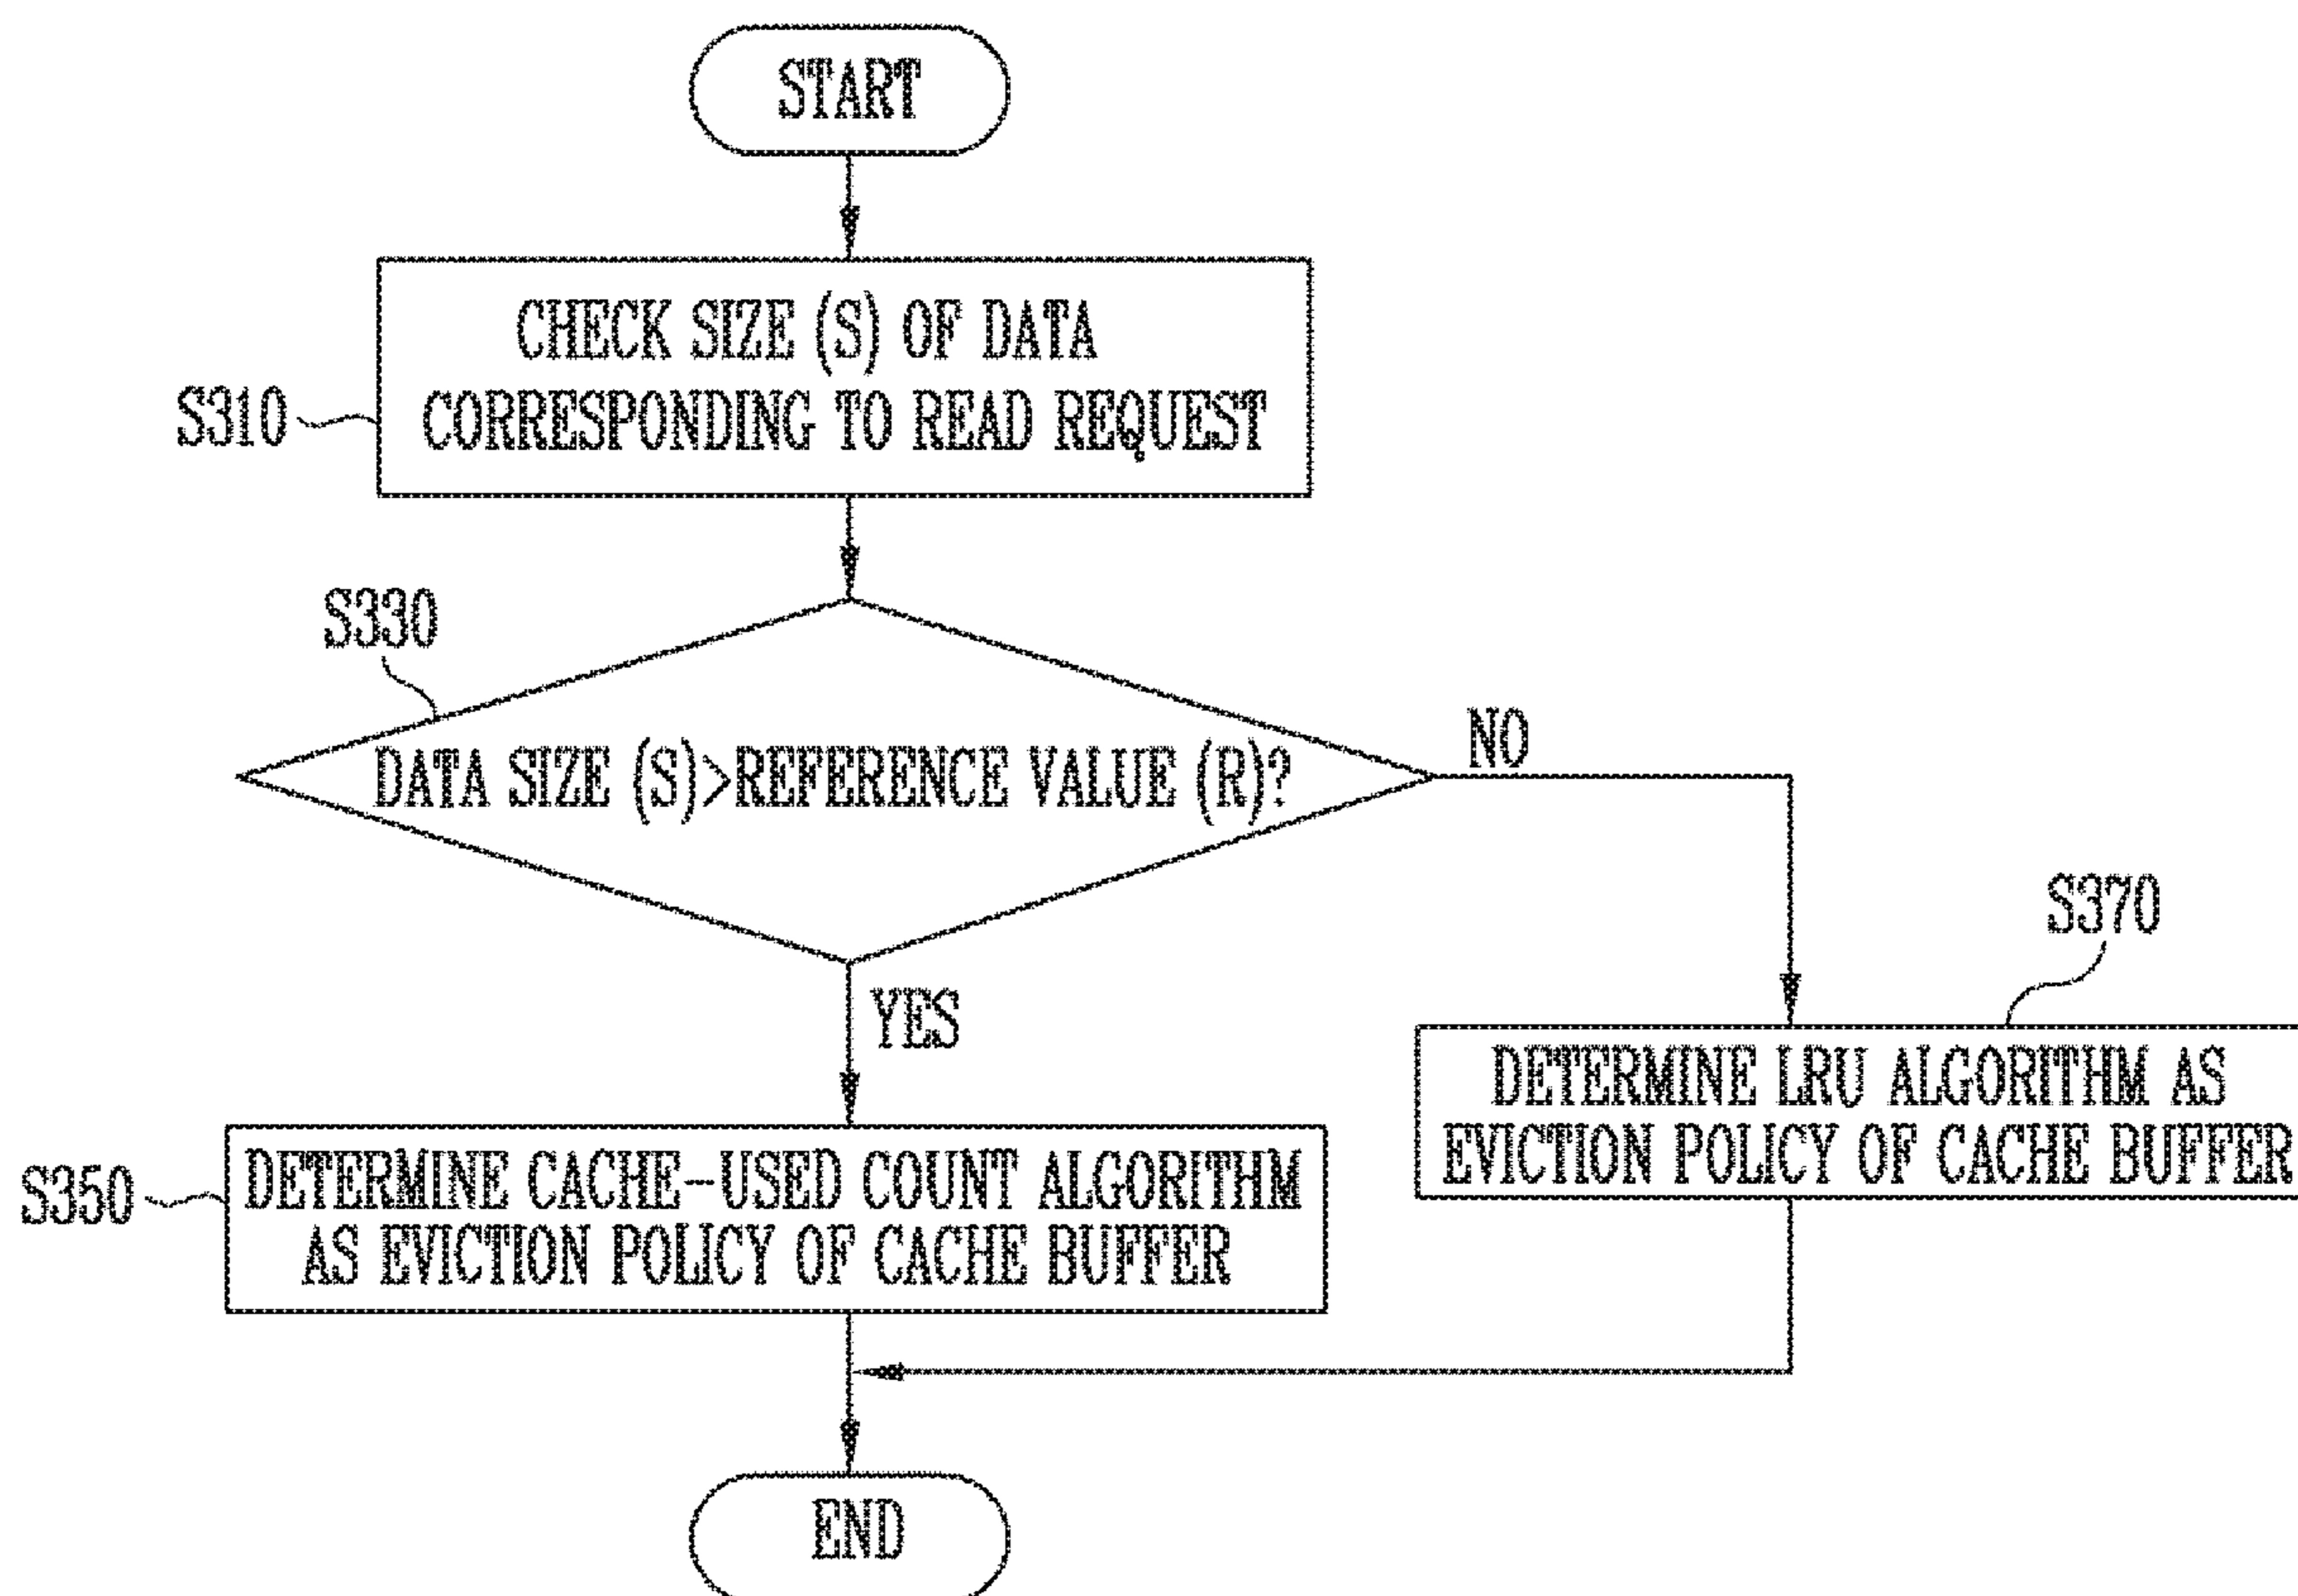 START
CHECK SIZE (S) OF DATA
CORRESPONDING TO READ REQUEST
S310
S330
DATA SIZE (S)>REFERENCE VALUE (R)?
NO
YES
S370
DETERMINE LRU ALGORITHM AS
EVICTION POLICY OF CACHE BUFFER
S350
DETERMINE CACHE-USED COUNT ALGORITHM
AS EVICTION POLICY OF CACHE BUFFER
END